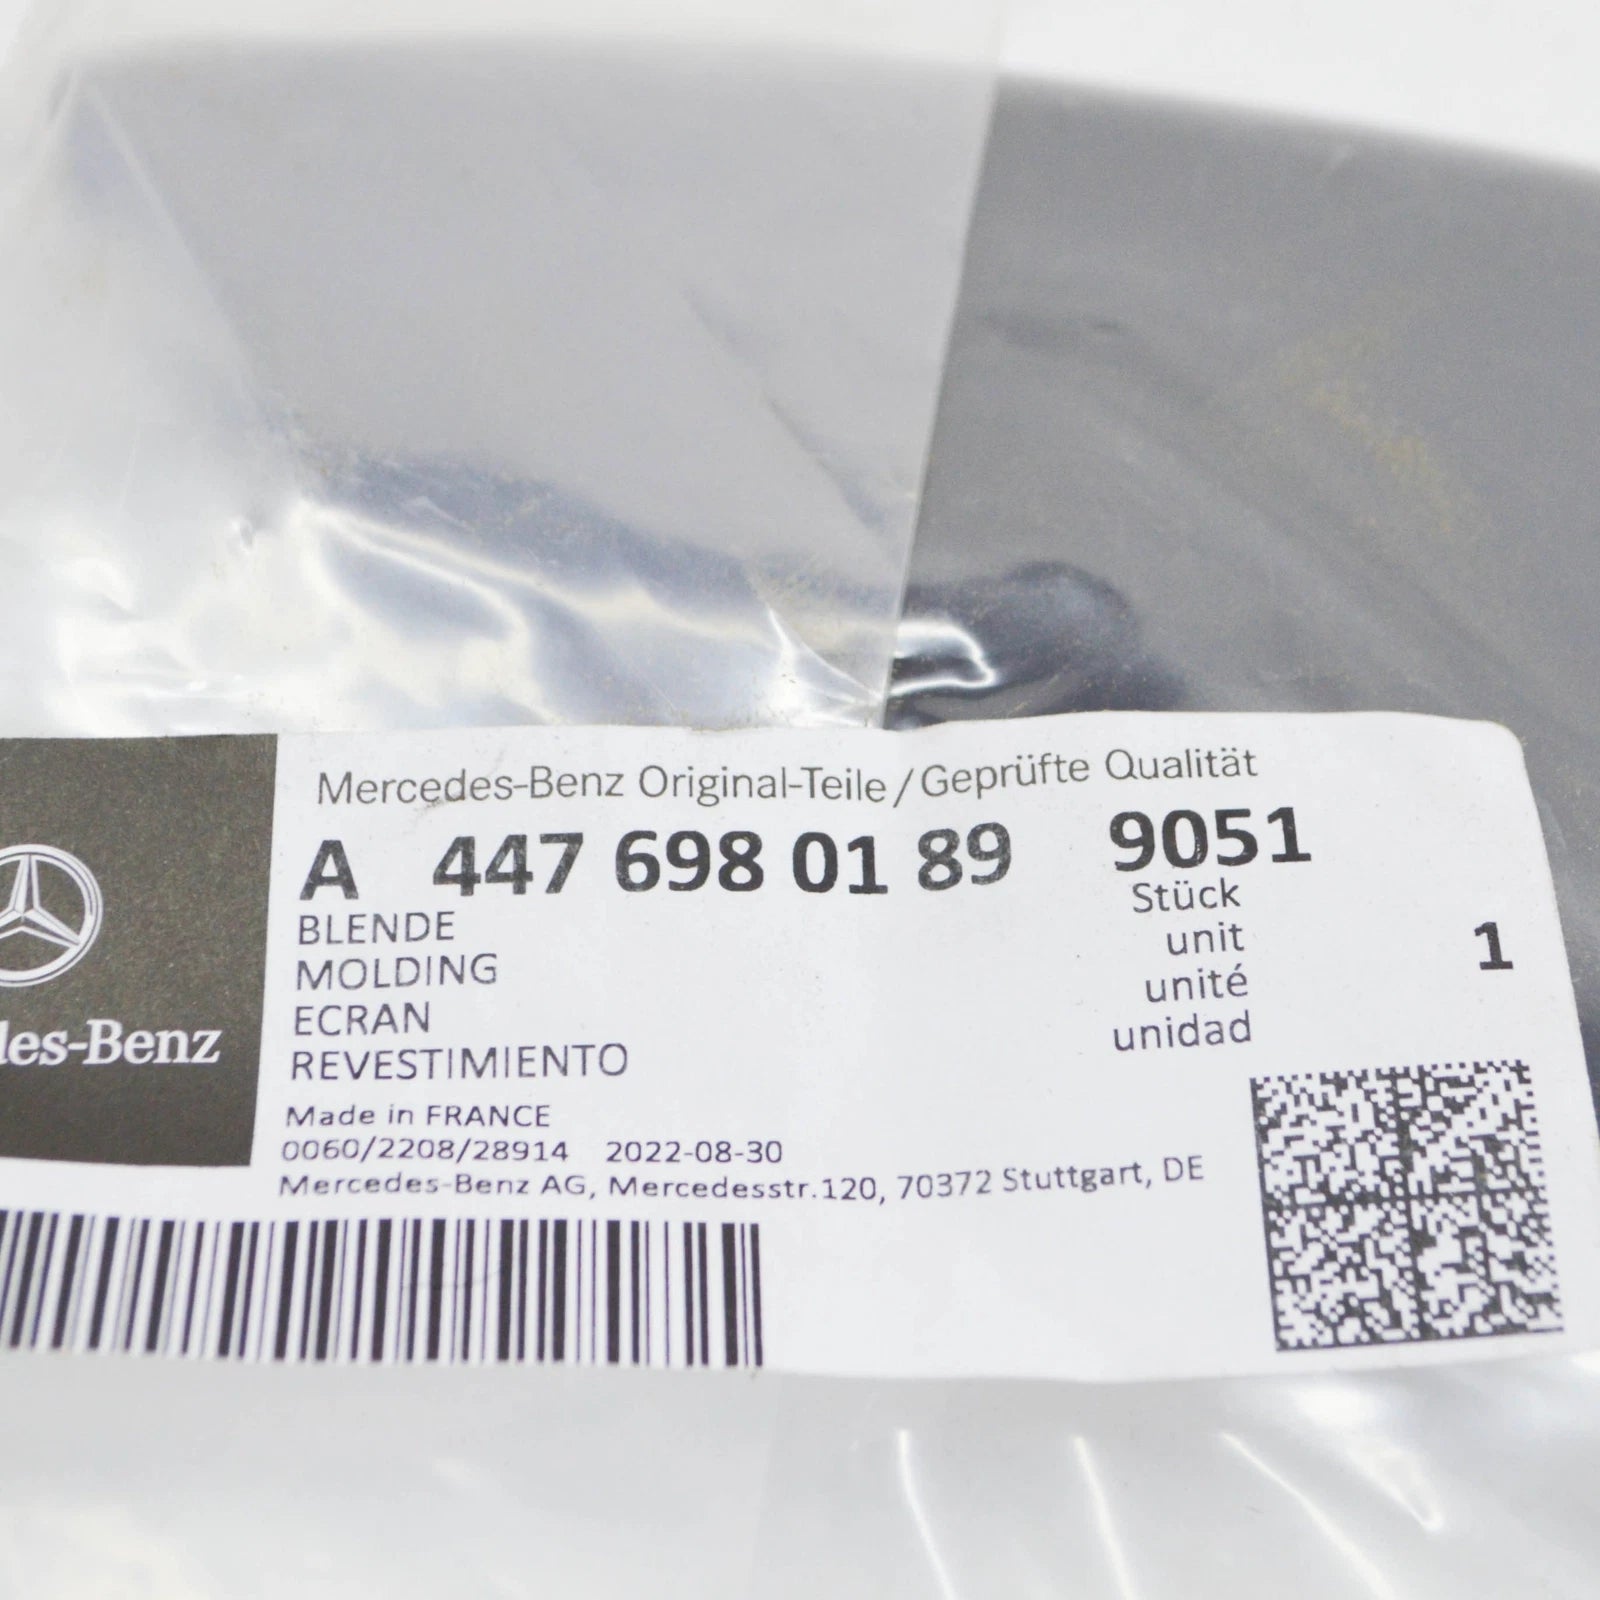 Mercedes-Benz Original-Teile/Geprüfte Qualität
A 447 698 01 89 9051
BLENDE
MOLDING
ECRAN
REVESTIMIENTO
Stück
unit
unité
unidad
1
des-Benz
Made in FRANCE
0060/2208/28914 2022-08-30
Mercedes-Benz AG, Mercedesstr.120, 70372 Stuttgart, DE